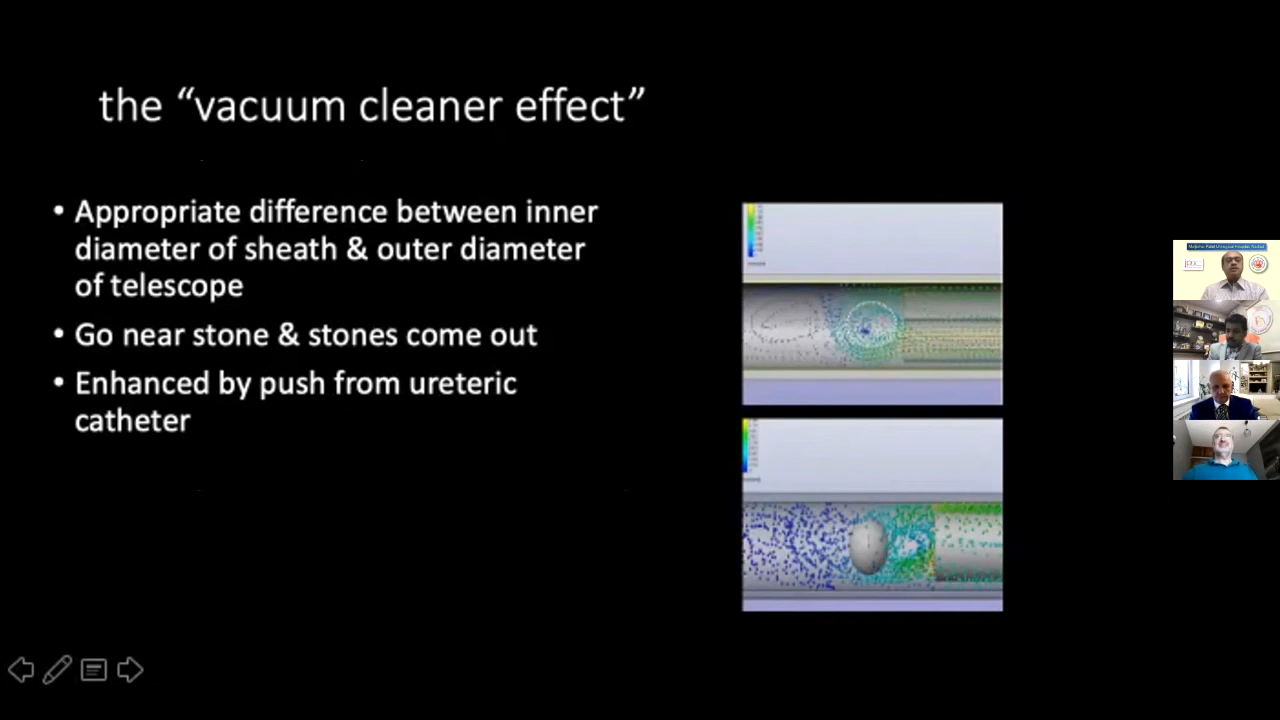 the “vacuum cleaner effect”
• Appropriate difference between inner
diameter of sheath & outer diameter
of telescope
• Go near stone & stones come out
• Enhanced by push from ureteric
catheter